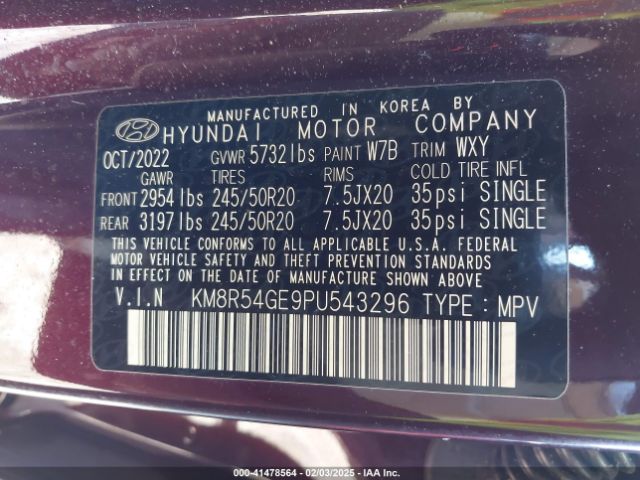 MANUFACTURED IN KOREA BY
HYUNDAI MOTOR COMPANY
OCT/2022 GVWR 5732lbs PAINT W7B TRIM WXY
GAWR TIRES RIMS COLD TIRE INFL
FRONT 2954lbs 245/50R20 7.5JX20 35psi SINGLE
REAR 3197lbs 245/50R20 7.5JX20 35psi SINGLE
THIS VEHICLE CONFORMS TO ALL APPLICABLE U.S.A. FEDERAL
MOTOR VEHICLE SAFETY AND THEFT PREVENTION STANDARDS
IN EFFECT ON THE DATE OF MANUFACTURE SHOWN ABOVE.
V.I.N KM8R54GE9PU543296 TYPE : MPV
000-41478564 | 02/03/2025 | IAAI.CA